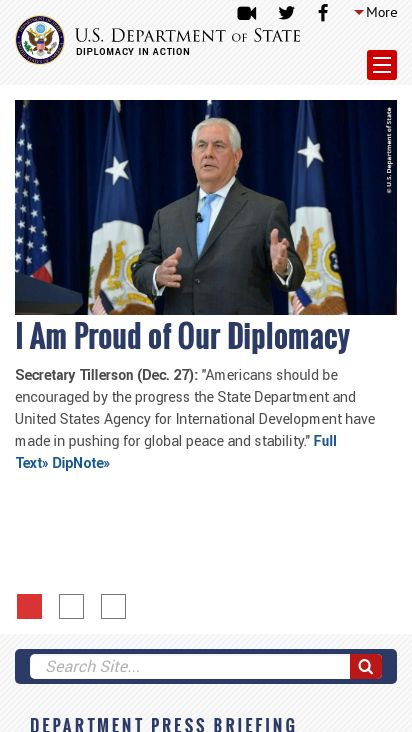 More
U.S. DEPARTMENT OF STATE
DIPLOMACY IN ACTION
© U.S. Department of State
I Am Proud of Our Diplomacy
Secretary Tillerson (Dec. 27): "Americans should be
encouraged by the progress the State Department and
United States Agency for International Development have
made in pushing for global peace and stability." Full
Text» DipNote»
Search Site...
DEPARTMENT PRESS BRIEFING